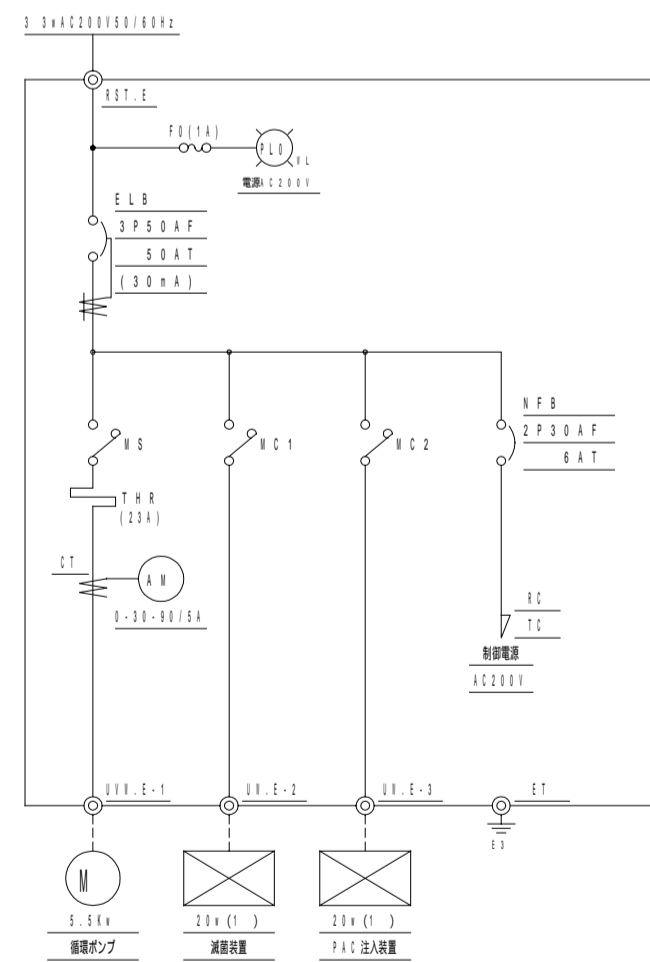 3 3wAC200V50/60Hz
RST.E
F0(1A)
PL0
WL
電源AC200V
ELB
3P50AF
50AT
(30mA)
MS
MC1
MC2
NFB
2P30AF
6AT
THR
(23A)
CT
AM
0-30-90/5A
RC
TC
制御電源
AC200V
UVW.E-1
UW.E-2
UW.E-3
ET
E3
M
5.5Kw
循環ポンプ
20w(1 )
滅菌装置
20w(1 )
PAC注入装置